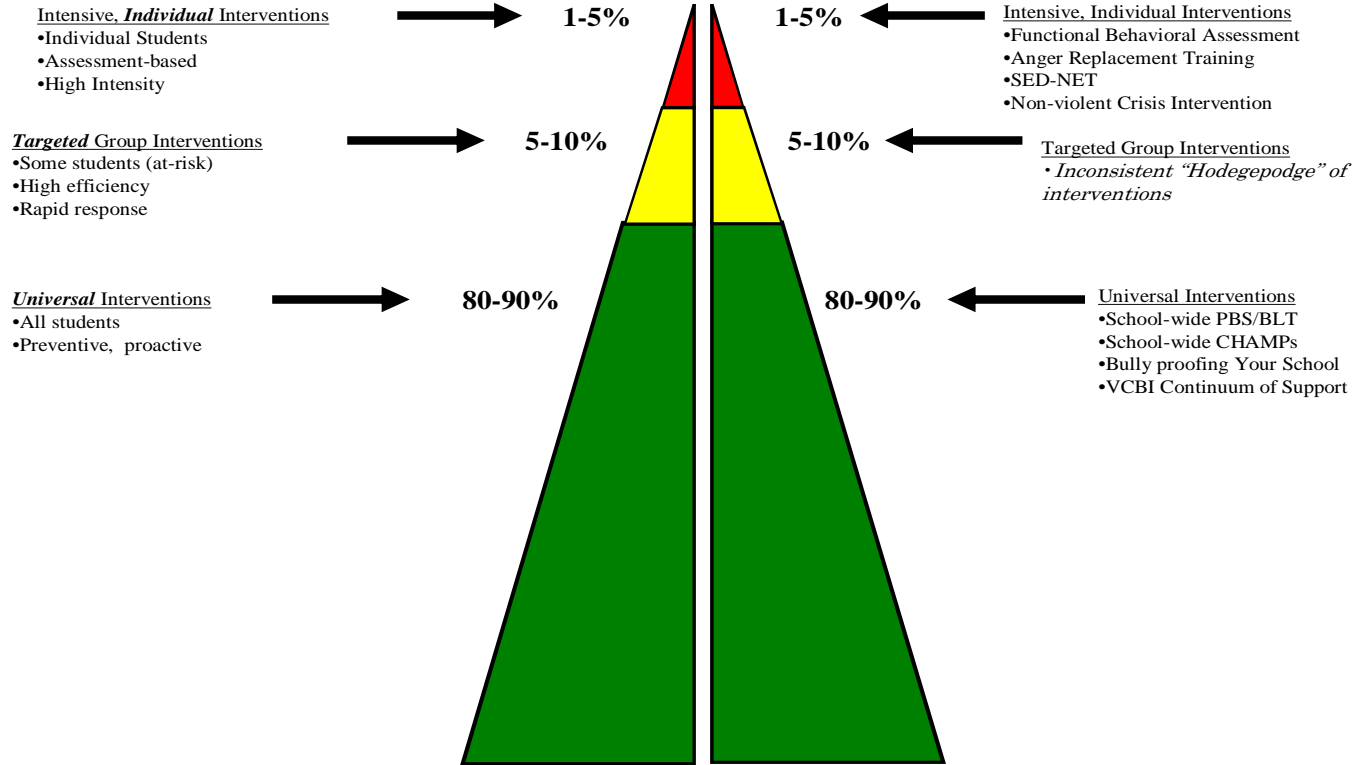 Intensive, Individual Interventions
•Individual Students
•Assessment-based
•High Intensity
1-5%
Targeted Group Interventions
•Some students (at-risk)
•High efficiency
•Rapid response
5-10%
Universal Interventions
•All students
•Preventive, proactive
80-90%
1-5%
Intensive, Individual Interventions
•Functional Behavioral Assessment
•Anger Replacement Training
•SED-NET
•Non-violent Crisis Intervention
5-10%
Targeted Group Interventions
•Inconsistent “Hodegepodge” of
interventions
80-90%
Universal Interventions
•School-wide PBS/BLT
•School-wide CHAMPs
•Bully proofing Your School
•VCBI Continuum of Support